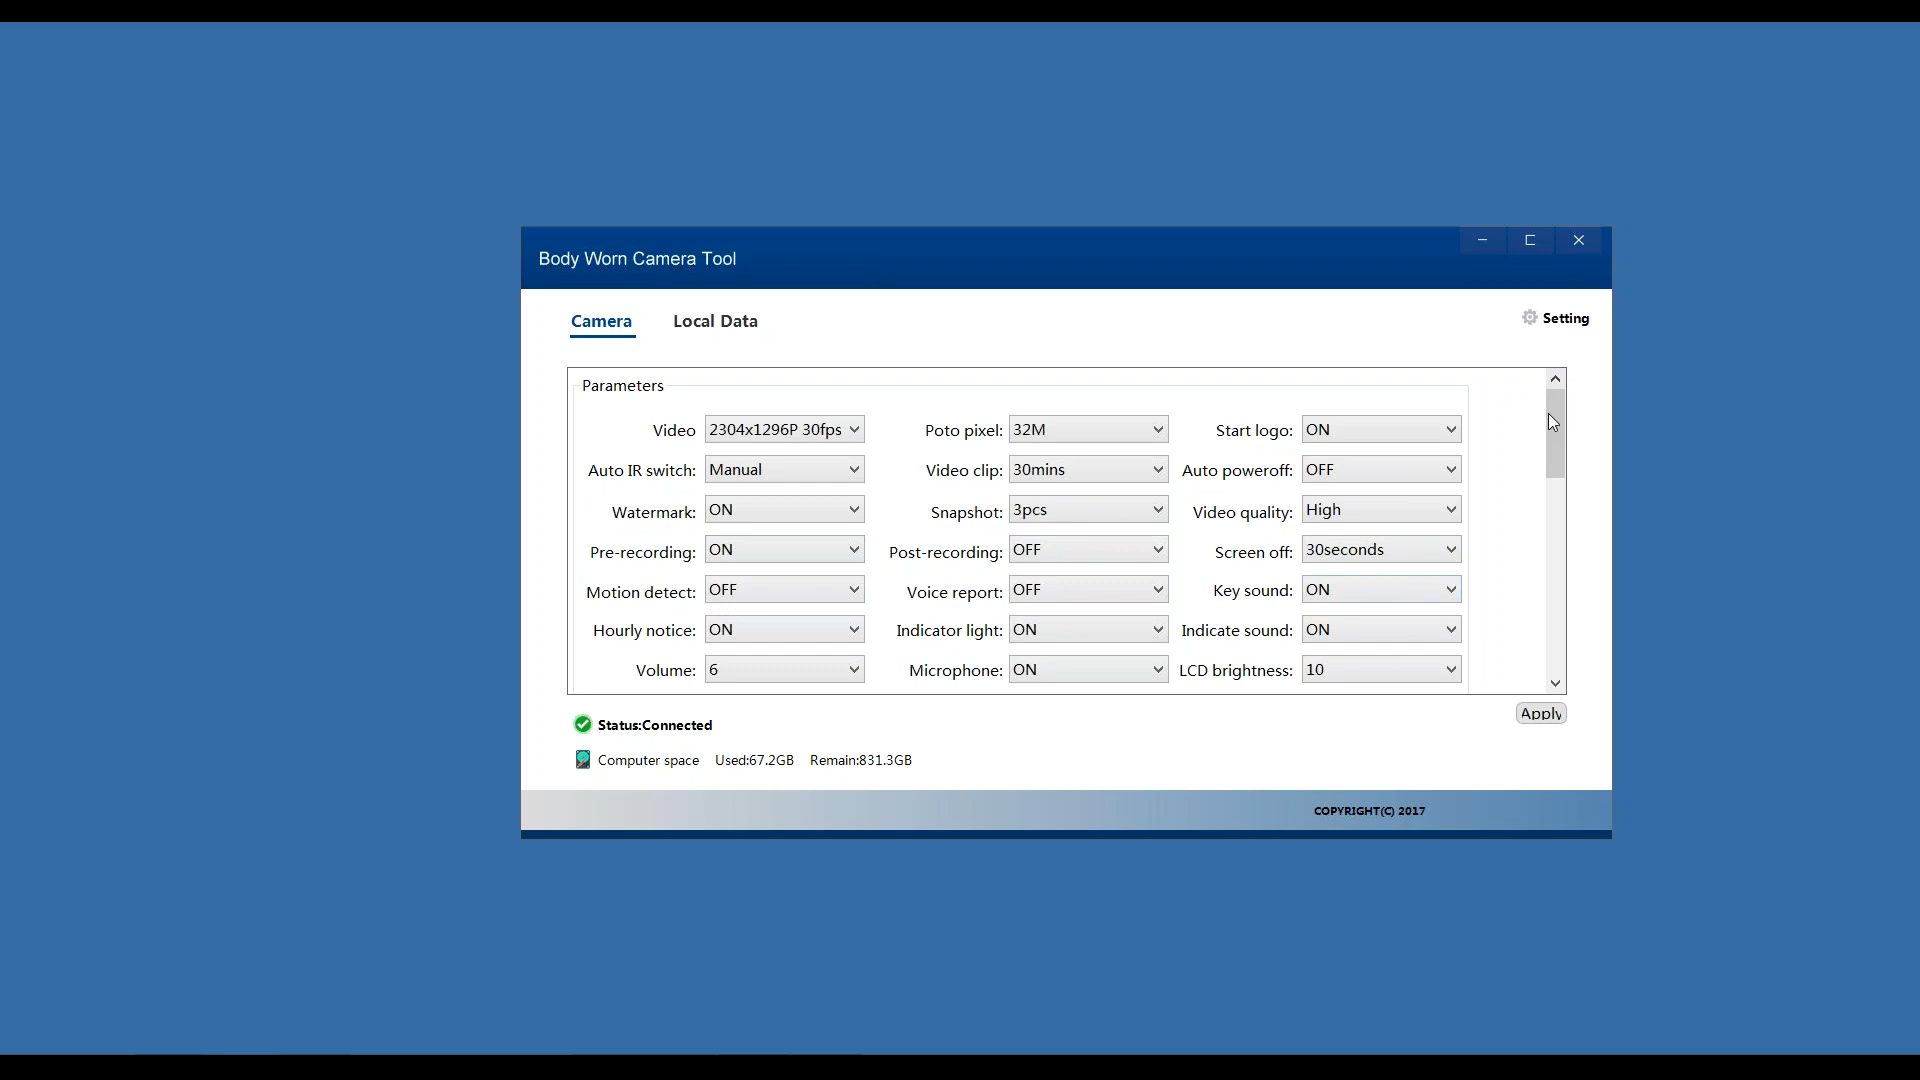 Body Worn Camera Tool
Camera Local Data Setting
Parameters
Video 2304x1296P 30fps Poto pixel: 32M Start logo: ON
Auto IR switch: Manual Video clip: 30mins Auto poweroff: OFF
Watermark: ON Snapshot: 3pcs Video quality: High
Pre-recording: ON Post-recording: OFF Screen off: 30seconds
Motion detect: OFF Voice report: OFF Key sound: ON
Hourly notice: ON Indicator light: ON Indicate sound: ON
Volume: 6 Microphone: ON LCD brightness: 10
Status:Connected Apply
Computer space Used:67.2GB Remain:831.3GB
COPYRIGHT(C) 2017